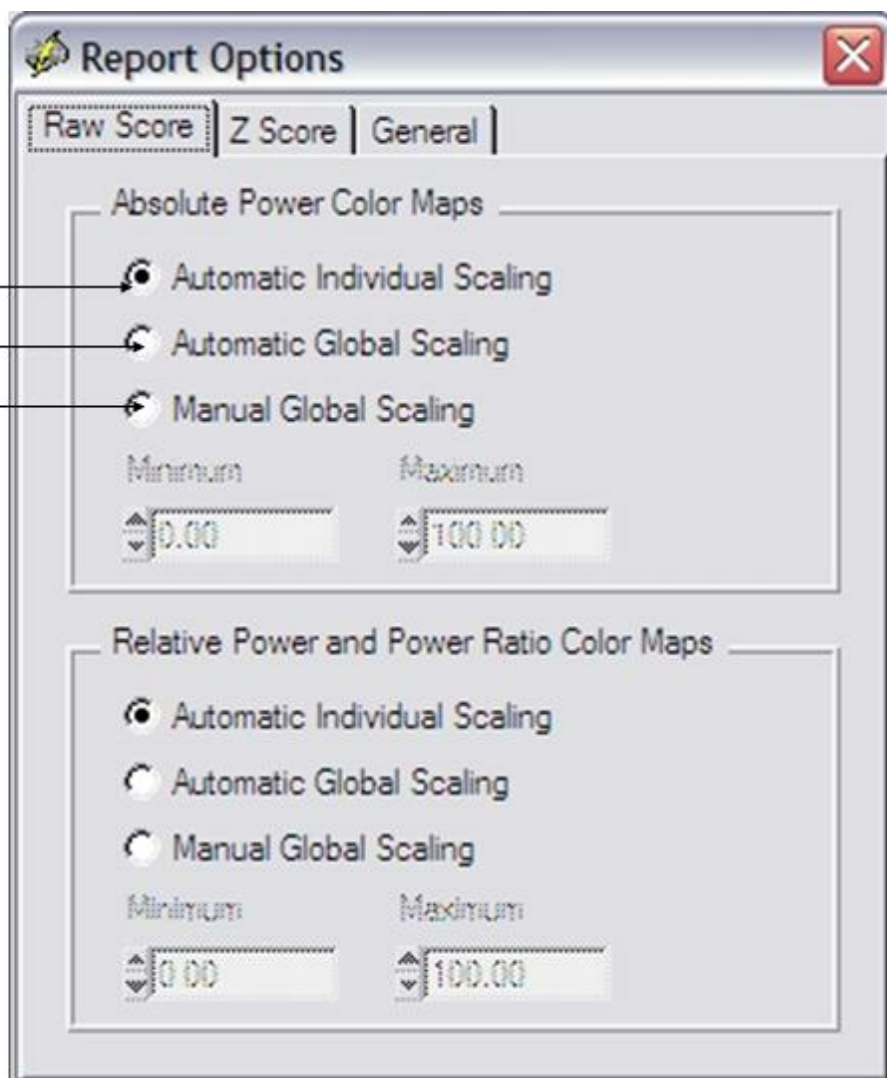 Report Options
Raw Score Z Score General
Absolute Power Color Maps
Automatic Individual Scaling
Automatic Global Scaling
Manual Global Scaling
Minimum Maximum
0.00 100 00
Relative Power and Power Ratio Color Maps
Automatic Individual Scaling
Automatic Global Scaling
Manual Global Scaling
Minimum Maximum
0 00 100.00